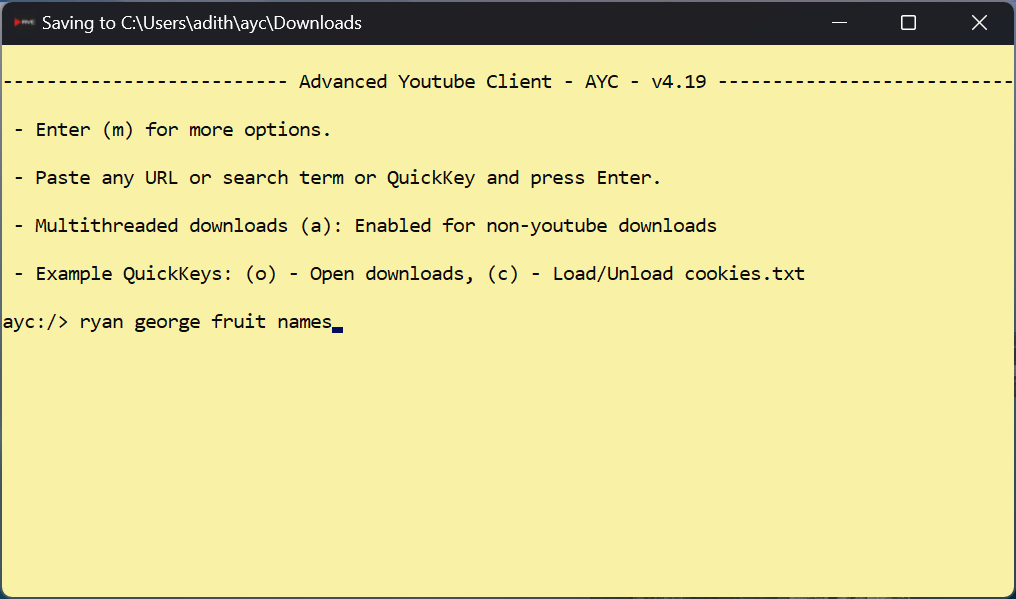 Saving to C:\Users\adith\ayc\Downloads
-------------------------- Advanced Youtube Client - AYC - v4.19 ---------------------------
- Enter (m) for more options.
- Paste any URL or search term or QuickKey and press Enter.
- Multithreaded downloads (a): Enabled for non-youtube downloads
- Example QuickKeys: (o) - Open downloads, (c) - Load/Unload cookies.txt
ayc:/> ryan george fruit names